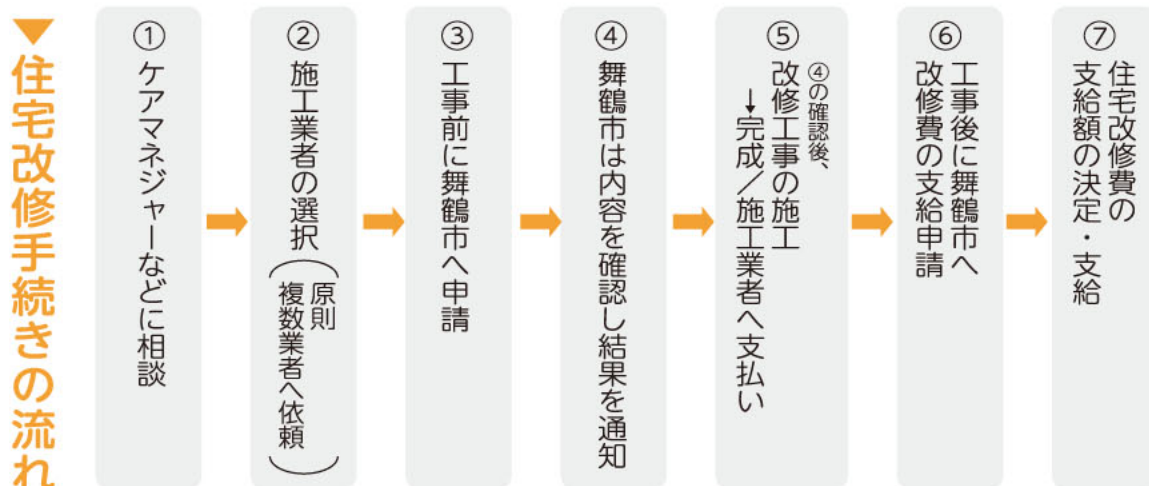 ▼住宅改修手続きの流れ
①ケアマネジャーなどに相談
②施工業者の選択
(原則
複数業者へ依頼)
③工事前に舞鶴市へ申請
④舞鶴市は内容を確認し結果を通知
⑤④の確認後、
改修工事の施工
→完成/施工業者へ支払い
⑥工事後に舞鶴市へ
改修費の支給申請
⑦住宅改修費の
支給額の決定・支給